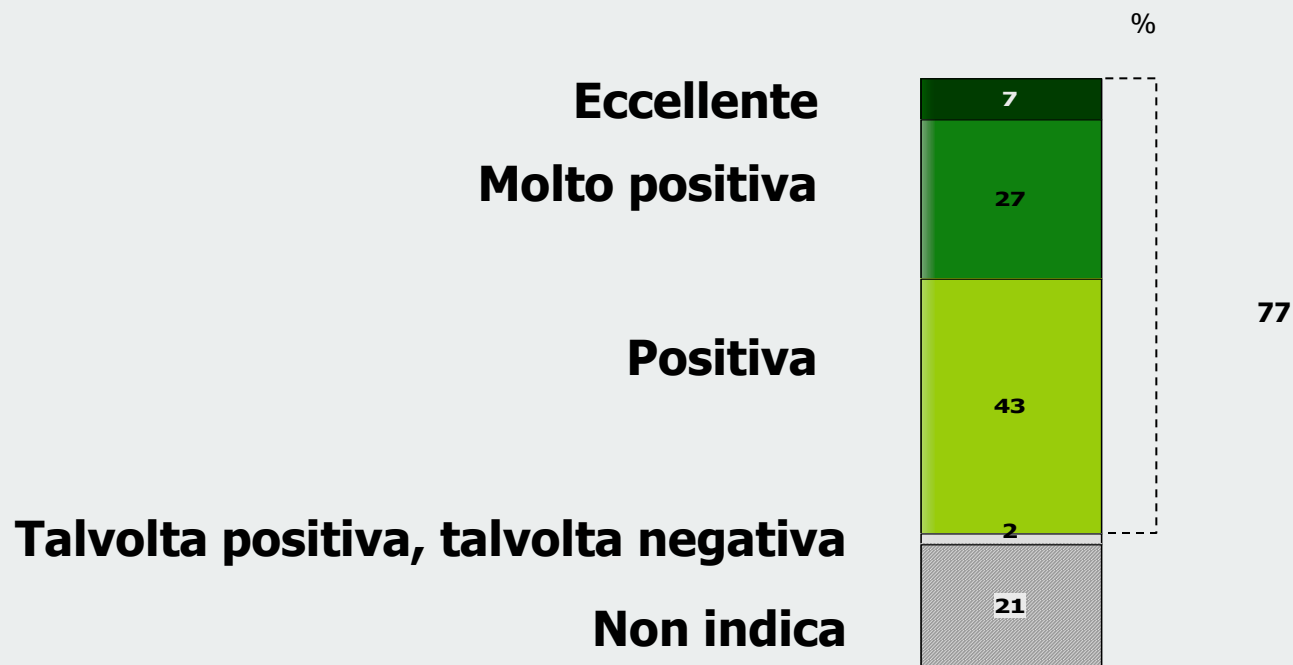 %
Eccellente 7
Molto positiva 27
77
Positiva 43
Talvolta positiva, talvolta negativa 2
Non indica 21